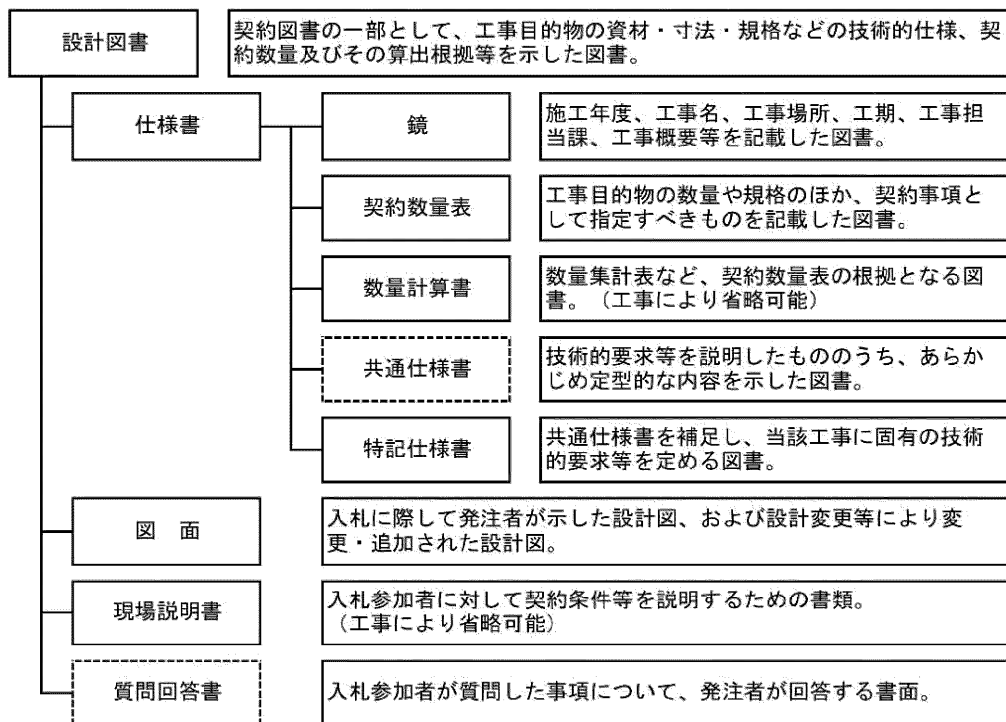 設計図書
契約図書の一部として、工事目的物の資材・寸法・規格などの技術的仕様、契
約数量及びその算出根拠等を示した図書。
仕様書
鏡
施工年度、工事名、工事場所、工期、工事担
当課、工事概要等を記載した図書。
契約数量表
工事目的物の数量や規格のほか、契約事項と
して指定すべきものを記載した図書。
数量計算書
数量集計表など、契約数量表の根拠となる図
書。（工事により省略可能）
共通仕様書
技術的要求等を説明したもののうち、あらか
じめ定型的な内容を示した図書。
特記仕様書
共通仕様書を補足し、当該工事に固有の技術
的要求等を定める図書。
図　面
入札に際して発注者が示した設計図、および設計変更等により変
更・追加された設計図。
現場説明書
入札参加者に対して契約条件等を説明するための書類。
（工事により省略可能）
質問回答書
入札参加者が質問した事項について、発注者が回答する書面。